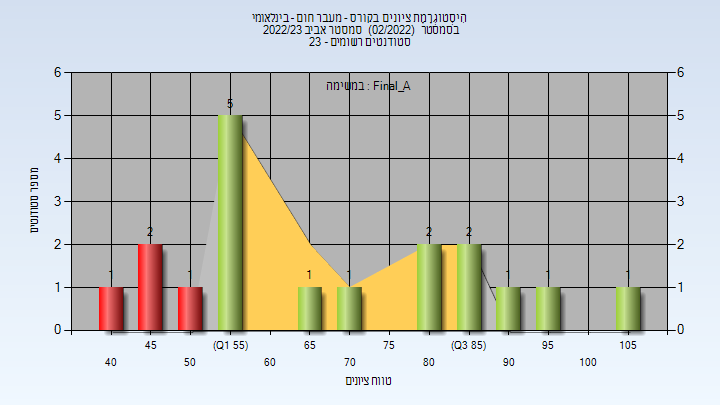 היסטוגרמת ציונים בקורס - מעבר חום - בינלאומי
בסמסטר (02/2022) סמסטר אביב 2022/23
סטודנטים רשומים - 23
במשימה : Final_A
מספר סטודנטים
6 6
5 5
4 4
3 3
2 2
1 1
0 0
1 2 1 5 1 1 2 2 1 1 1
45 (Q1 55) 65 75 (Q3 85) 95 105
40 50 60 70 80 90 100
טווח ציונים